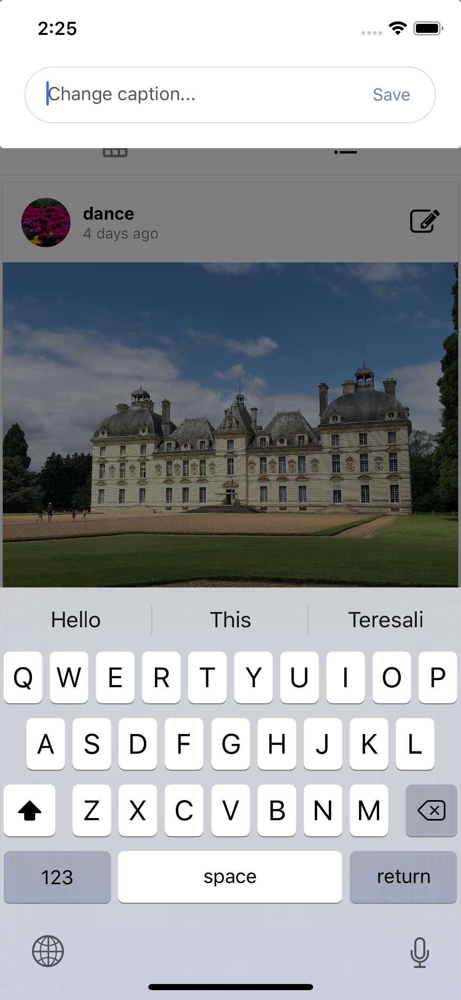 2:25
Change caption... Save
dance
4 days ago
Hello This Teresali
Q W E R T Y U I O P
A S D F G H J K L
Z X C V B N M
123 space return